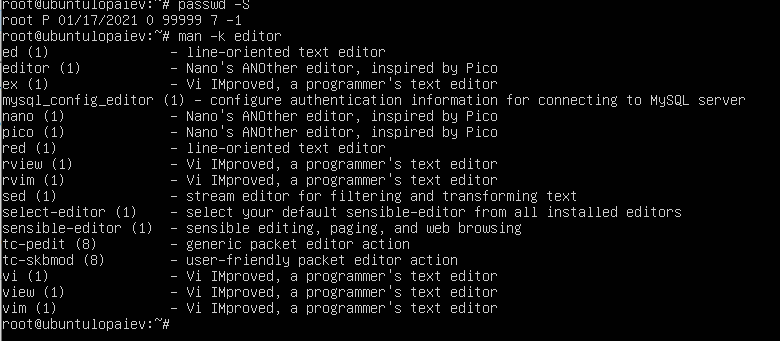 root@ubuntulopaiev:~# passwd -S
root P 01/17/2021 0 99999 7 -1
root@ubuntulopaiev:~# man -k editor
ed (1)               - line-oriented text editor
editor (1)           - Nano's ANOther editor, inspired by Pico
ex (1)               - Vi IMproved, a programmer's text editor
mysql_config_editor (1) - configure authentication information for connecting to MySQL server
nano (1)             - Nano's ANOther editor, inspired by Pico
pico (1)             - Nano's ANOther editor, inspired by Pico
red (1)              - line-oriented text editor
rview (1)            - Vi IMproved, a programmer's text editor
rvim (1)             - Vi IMproved, a programmer's text editor
sed (1)              - stream editor for filtering and transforming text
select-editor (1)    - select your default sensible-editor from all installed editors
sensible-editor (1)  - sensible editing, paging, and web browsing
tc-pedit (8)         - generic packet editor action
tc-skbmod (8)        - user-friendly packet editor action
vi (1)               - Vi IMproved, a programmer's text editor
view (1)             - Vi IMproved, a programmer's text editor
vim (1)              - Vi IMproved, a programmer's text editor
root@ubuntulopaiev:~#